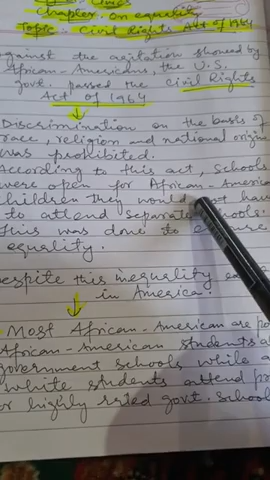 Civics
Chapter. On equality
Topic. Civil Rights Act of 1964
against the agitation showed by
African-Americans, the U.S.
govt. passed the Civil Rights
Act of 1964
Discrimination on the basis of
race, religion and national origin
was prohibited.
According to this act, Schools
were open for African-America
children they would not have
to attend separate schools.
This was done to ensure
equality.
Despite this inequality
in America.
Most African-American are
African-American students
government schools while
white students attend
or highly rated govt. schools